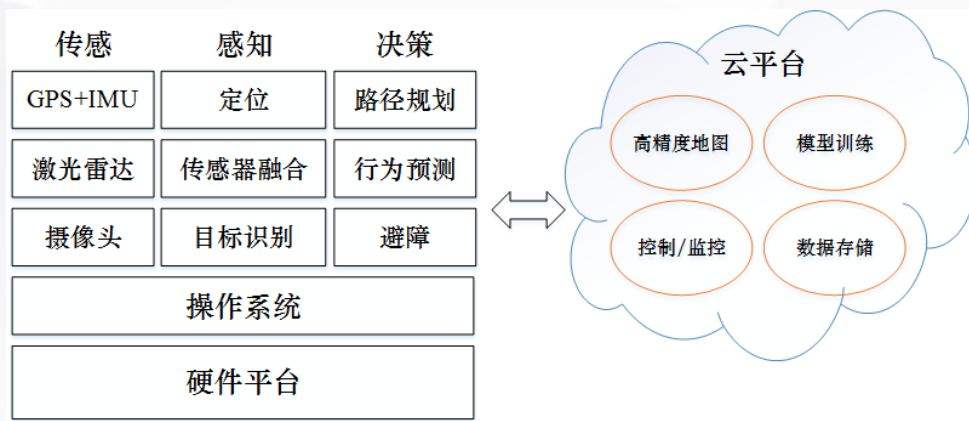 传感 感知 决策
GPS+IMU 定位 路径规划
激光雷达 传感器融合 行为预测
摄像头 目标识别 避障
操作系统
硬件平台
云平台
高精度地图 模型训练
控制/监控 数据存储